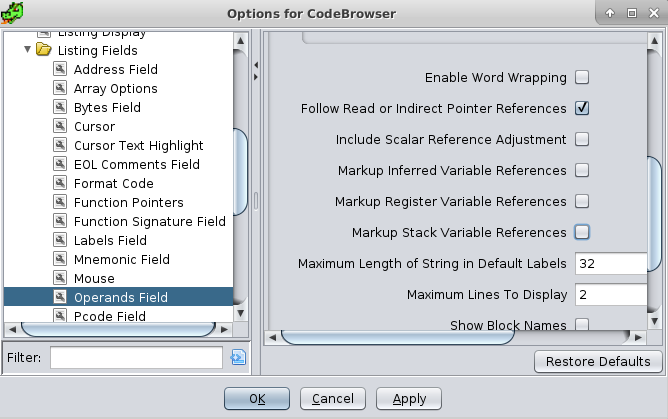 Options for CodeBrowser
Listing Display
Listing Fields
Address Field
Array Options
Bytes Field
Cursor
Cursor Text Highlight
EOL Comments Field
Format Code
Function Pointers
Function Signature Field
Labels Field
Mnemonic Field
Mouse
Operands Field
Pcode Field
Filter:
Enable Word Wrapping
Follow Read or Indirect Pointer References
Include Scalar Reference Adjustment
Markup Inferred Variable References
Markup Register Variable References
Markup Stack Variable References
Maximum Length of String in Default Labels 32
Maximum Lines To Display 2
Show Block Names
Restore Defaults
OK Cancel Apply